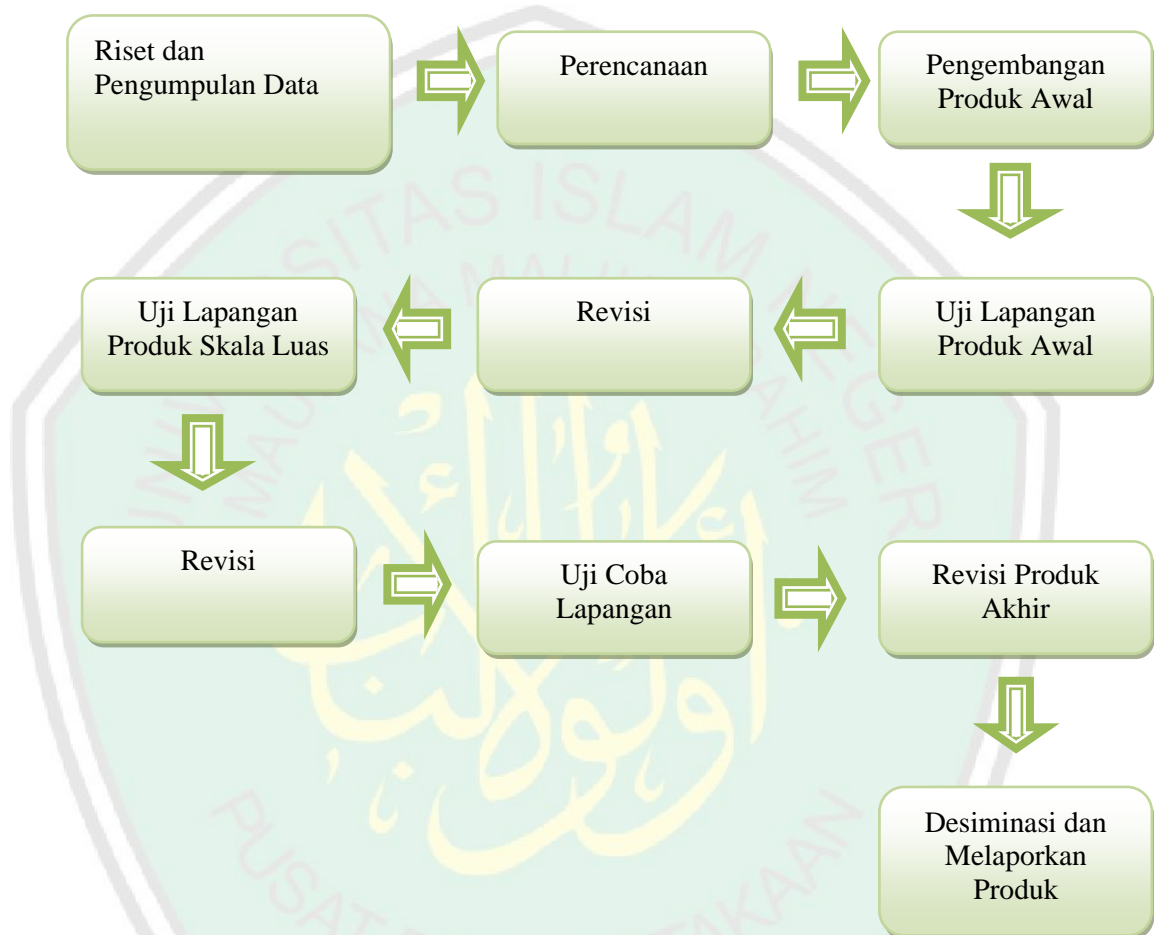 Riset dan
Pengumpulan Data
Perencanaan
Pengembangan
Produk Awal
Uji Lapangan
Produk Awal
Revisi
Uji Lapangan
Produk Skala Luas
Revisi
Uji Coba
Lapangan
Revisi Produk
Akhir
Desiminasi dan
Melaporkan
Produk